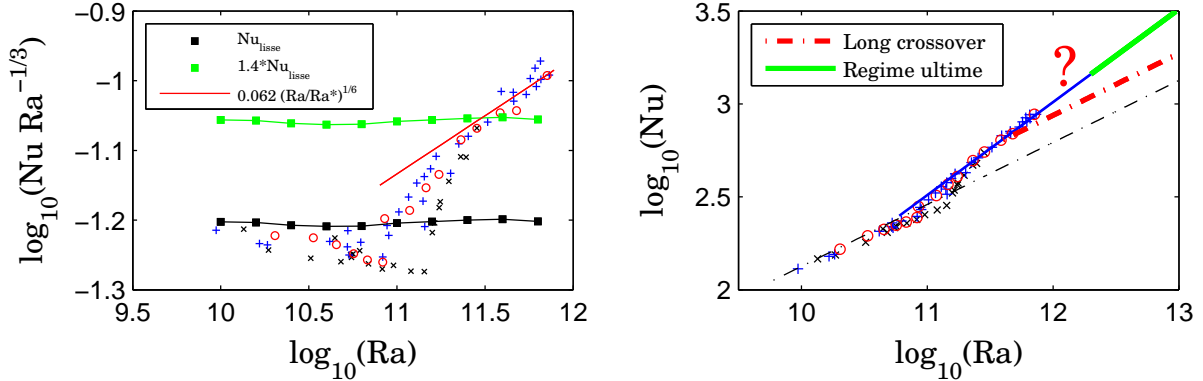 −0.9
−1
−1.1
−1.2
−1.3
log10(Nu Ra−1/3)
Nulisse
1.4*Nulisse
0.062 (Ra/Ra*)1/6
9.5 10 10.5 11 11.5 12
log10(Ra)
3.5
3
2.5
2
log10(Nu)
Long crossover
Regime ultime
?
10 11 12 13
log10(Ra)